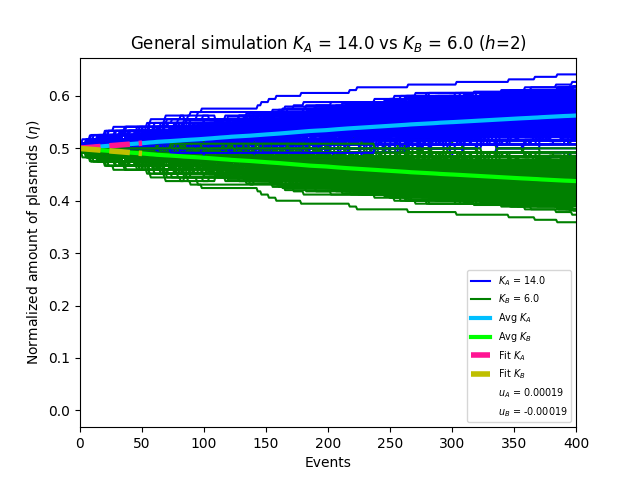 General simulation K_A = 14.0 vs K_B = 6.0 (h=2)
Normalized amount of plasmids (η)
0.6
0.5
0.4
0.3
0.2
0.1
0.0
K_A = 14.0
K_B = 6.0
Avg K_A
Avg K_B
Fit K_A
Fit K_B
u_A = 0.00019
u_B = -0.00019
0 50 100 150 200 250 300 350 400
Events